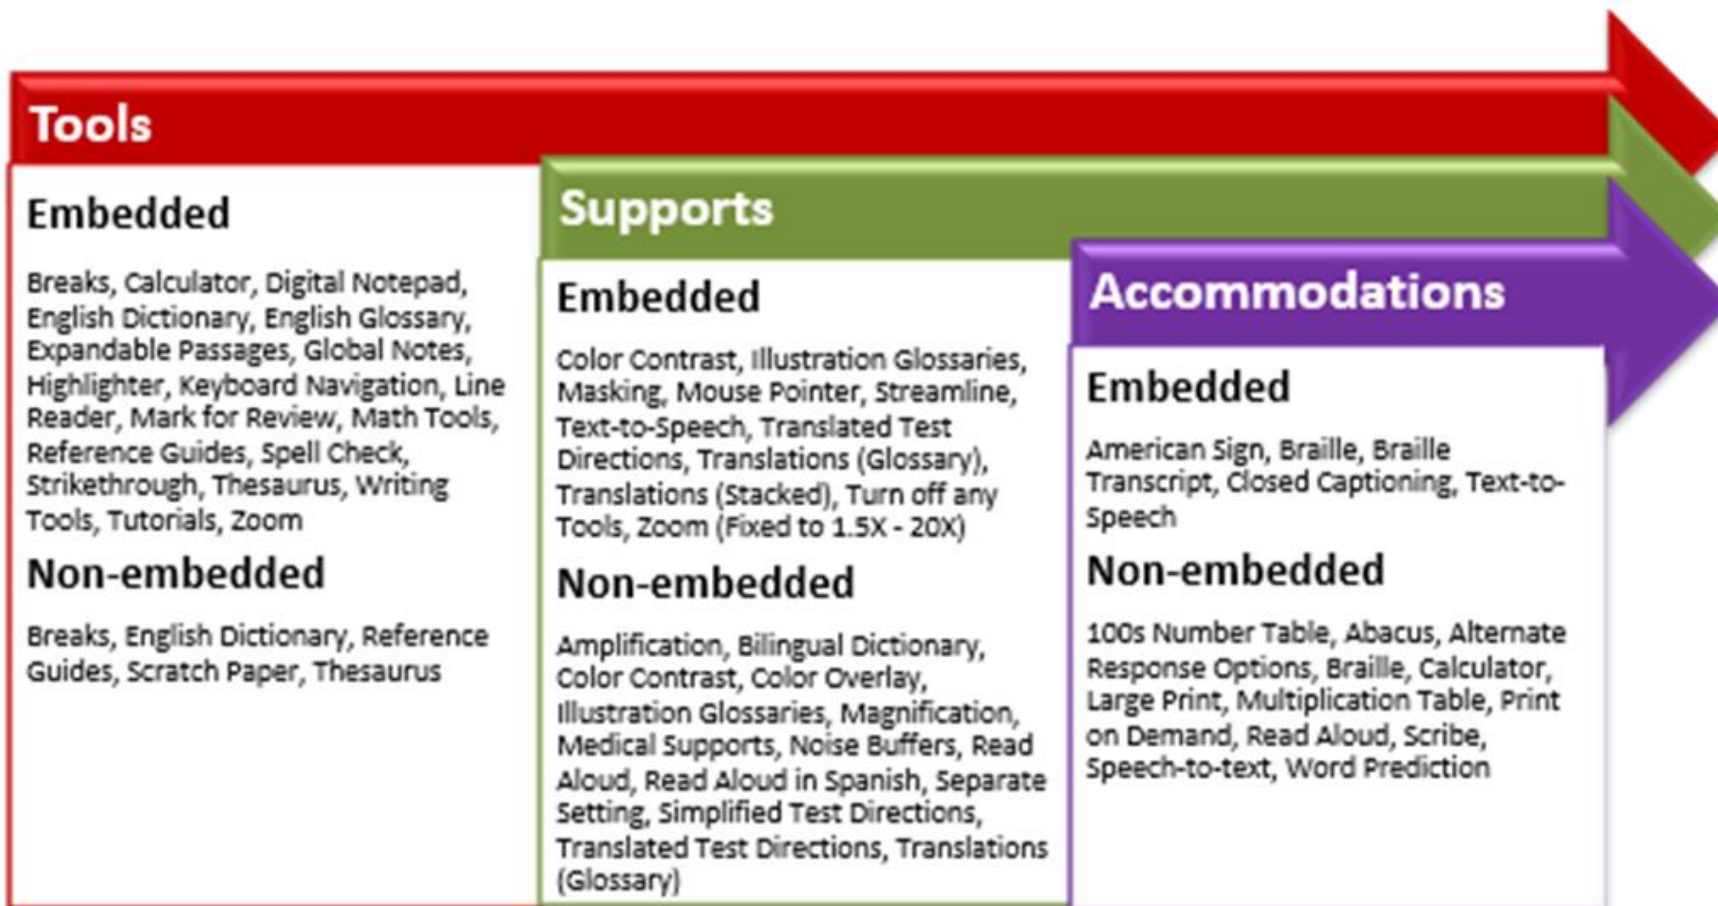 Tools
Embedded
Breaks, Calculator, Digital Notepad,
English Dictionary, English Glossary,
Expandable Passages, Global Notes,
Highlighter, Keyboard Navigation, Line
Reader, Mark for Review, Math Tools,
Reference Guides, Spell Check,
Strikethrough, Thesaurus, Writing
Tools, Tutorials, Zoom
Non-embedded
Breaks, English Dictionary, Reference
Guides, Scratch Paper, Thesaurus
Supports
Embedded
Color Contrast, Illustration Glossaries,
Masking, Mouse Pointer, Streamline,
Text-to-Speech, Translated Test
Directions, Translations (Glossary),
Translations (Stacked), Turn off any
Tools, Zoom (Fixed to 1.5X - 20X)
Non-embedded
Amplification, Bilingual Dictionary,
Color Contrast, Color Overlay,
Illustration Glossaries, Magnification,
Medical Supports, Noise Buffers, Read
Aloud, Read Aloud in Spanish, Separate
Setting, Simplified Test Directions,
Translated Test Directions, Translations
(Glossary)
Accommodations
Embedded
American Sign, Braille, Braille
Transcript, Closed Captioning, Text-to-
Speech
Non-embedded
100s Number Table, Abacus, Alternate
Response Options, Braille, Calculator,
Large Print, Multiplication Table, Print
on Demand, Read Aloud, Scribe,
Speech-to-text, Word Prediction